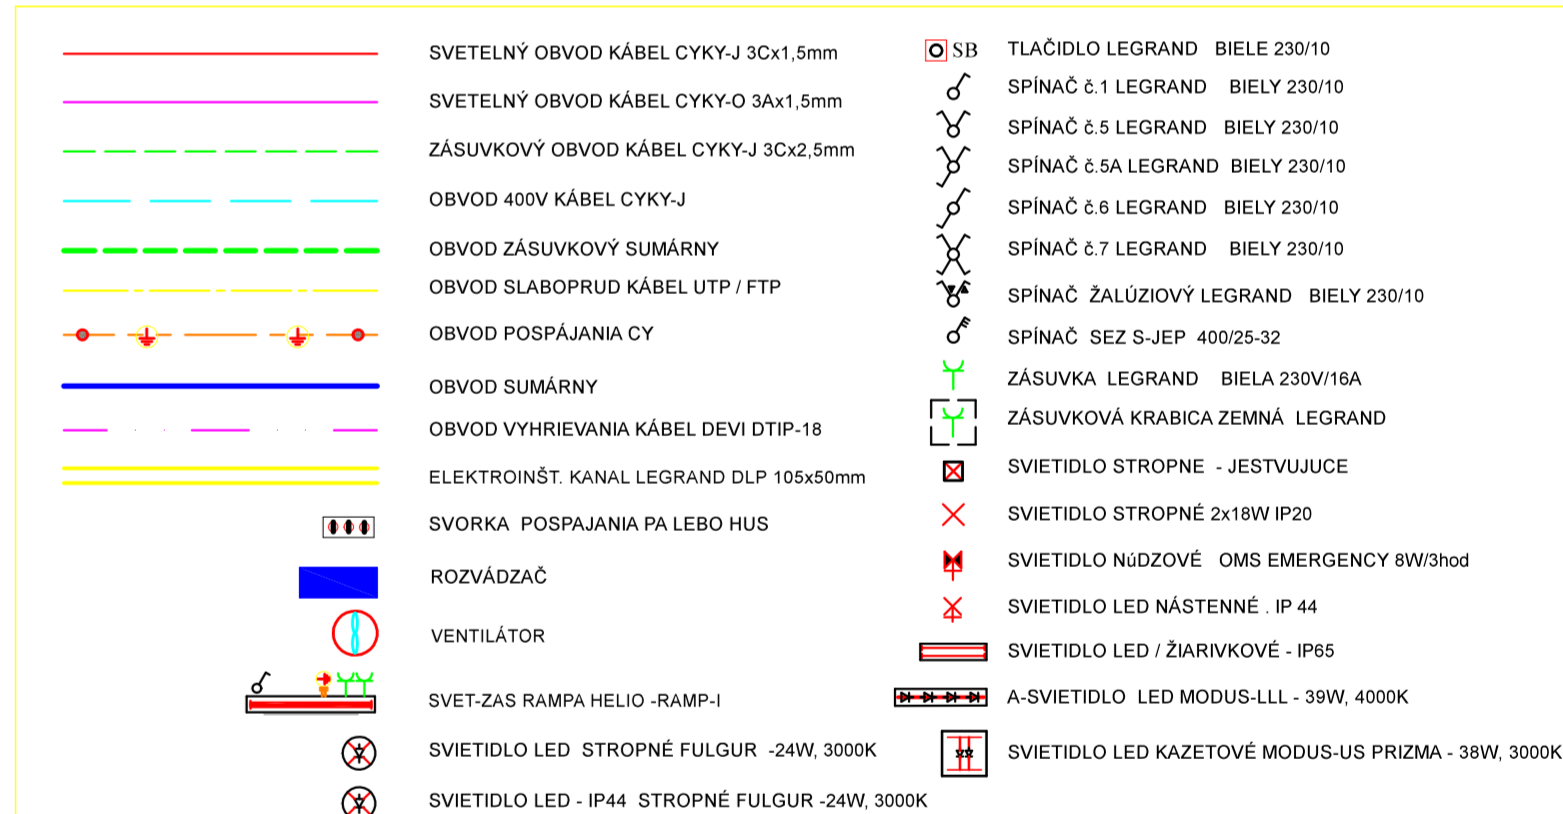 SVETELNÝ OBVOD KÁBEL CYKY-J 3Cx1,5mm
SVETELNÝ OBVOD KÁBEL CYKY-O 3Ax1,5mm
ZÁSUVKOVÝ OBVOD KÁBEL CYKY-J 3Cx2,5mm
OBVOD 400V KÁBEL CYKY-J
OBVOD ZÁSUVKOVÝ SUMÁRNY
OBVOD SLABOPRUD KÁBEL UTP / FTP
OBVOD POSPÁJANIA CY
OBVOD SUMÁRNY
OBVOD VYHRIEVANIA KÁBEL DEVI DTIP-18
ELEKTROINŠT. KANAL LEGRAND DLP 105x50mm
SVORKA POSPAJANIA PA LEBO HUS
ROZVÁDZAČ
VENTILÁTOR
SVET-ZAS RAMPA HELIO -RAMP-I
SVIETIDLO LED STROPNÉ FULGUR -24W, 3000K
SVIETIDLO LED - IP44 STROPNÉ FULGUR -24W, 3000K
SB TLAČIDLO LEGRAND BIELE 230/10
SPÍNAČ č.1 LEGRAND BIELY 230/10
SPÍNAČ č.5 LEGRAND BIELY 230/10
SPÍNAČ č.5A LEGRAND BIELY 230/10
SPÍNAČ č.6 LEGRAND BIELY 230/10
SPÍNAČ č.7 LEGRAND BIELY 230/10
SPÍNAČ ŽALÚZIOVÝ LEGRAND BIELY 230/10
SPÍNAČ SEZ S-JEP 400/25-32
ZÁSUVKA LEGRAND BIELA 230V/16A
ZÁSUVKOVÁ KRABICA ZEMNÁ LEGRAND
SVIETIDLO STROPNE - JESTVUJUCE
SVIETIDLO STROPNÉ 2x18W IP20
SVIETIDLO NúDZOVÉ OMS EMERGENCY 8W/3hod
SVIETIDLO LED NÁSTENNÉ . IP 44
SVIETIDLO LED / ŽIARIVKOVÉ - IP65
A-SVIETIDLO LED MODUS-LLL - 39W, 4000K
SVIETIDLO LED KAZETOVÉ MODUS-US PRIZMA - 38W, 3000K